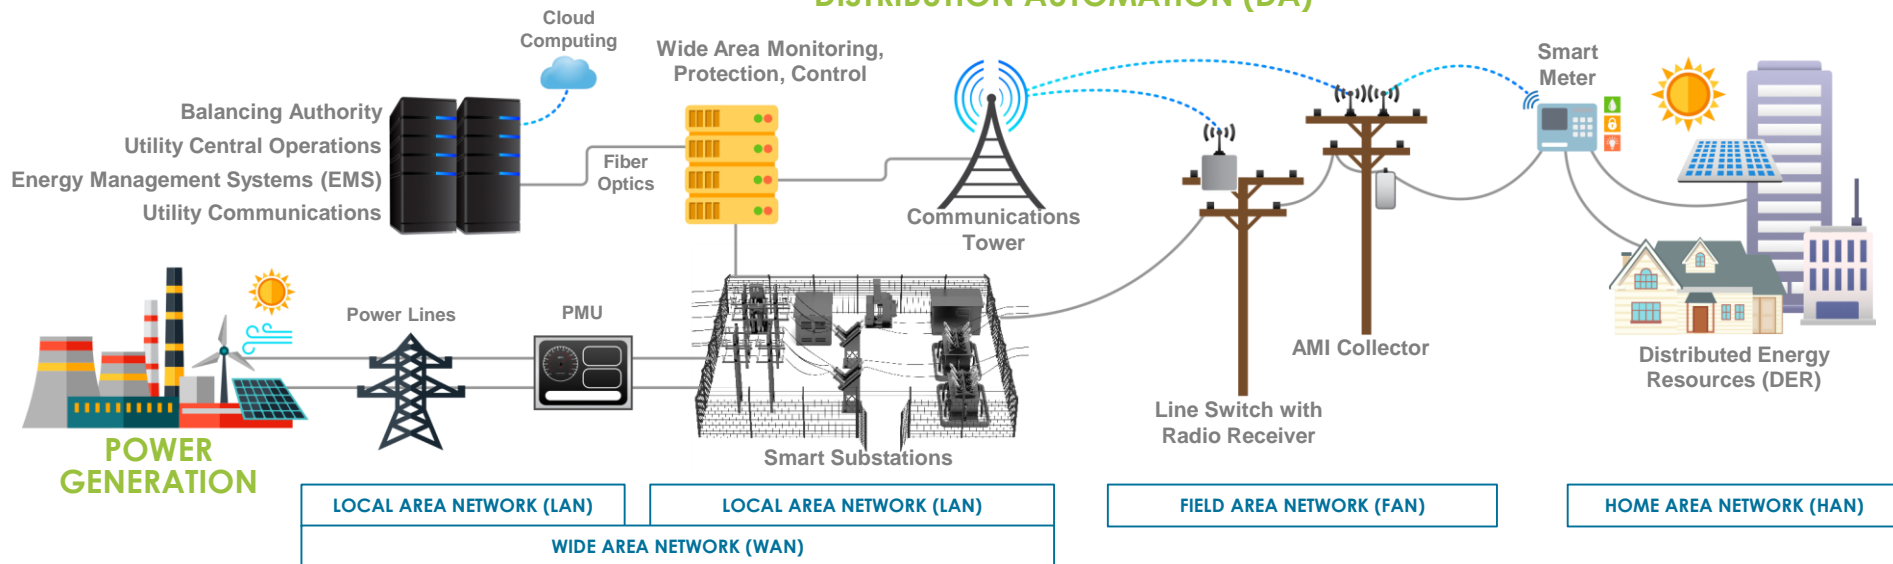 DISTRIBUTION AUTOMATION (DA)
Cloud
Computing
Wide Area Monitoring,
Protection, Control
Smart
Meter
Balancing Authority
Utility Central Operations
Energy Management Systems (EMS)
Utility Communications
Fiber
Optics
Communications
Tower
Power Lines
PMU
AMI Collector
Distributed Energy
Resources (DER)
Line Switch with
Radio Receiver
Smart Substations
POWER
GENERATION
LOCAL AREA NETWORK (LAN)
LOCAL AREA NETWORK (LAN)
FIELD AREA NETWORK (FAN)
HOME AREA NETWORK (HAN)
WIDE AREA NETWORK (WAN)